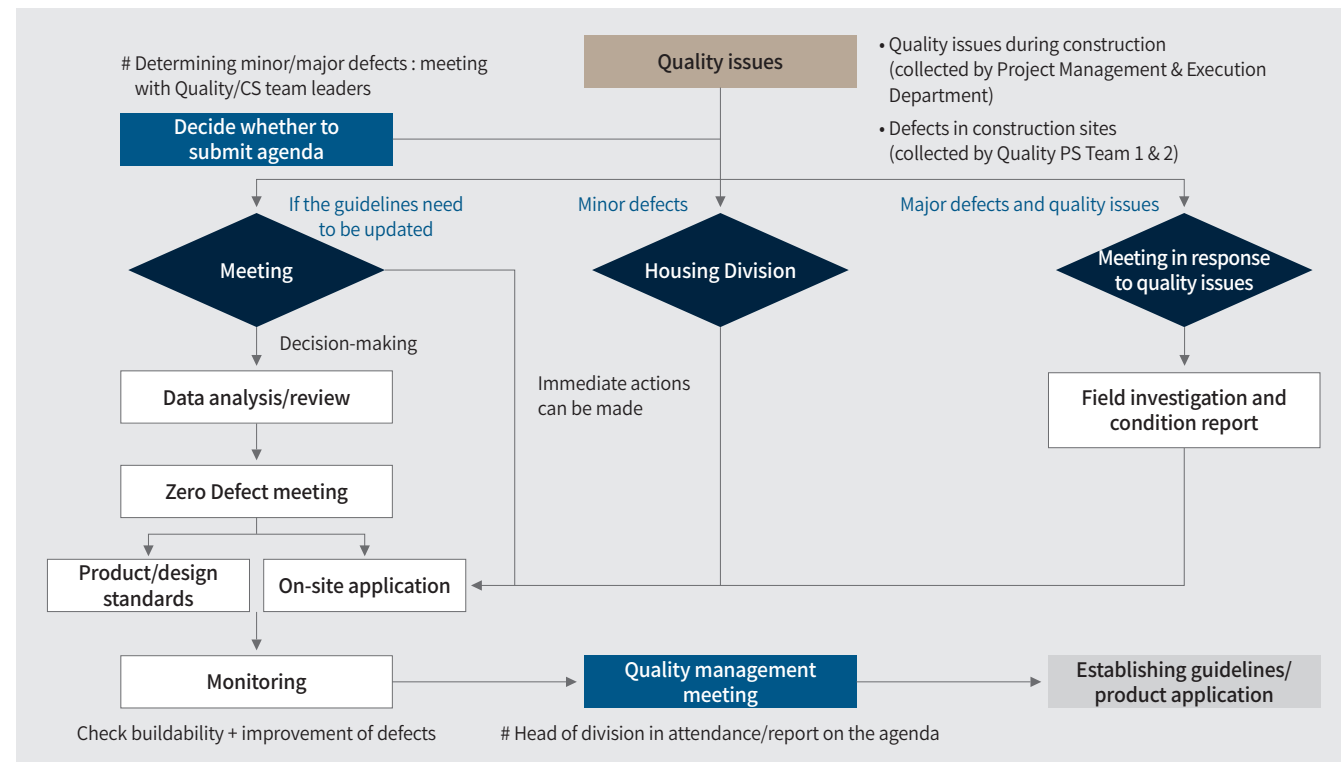 # Determining minor/major defects : meeting
with Quality/CS team leaders
Quality issues
• Quality issues during construction
(collected by Project Management & Execution
Department)
• Defects in construction sites
(collected by Quality PS Team 1 & 2)
Decide whether to
submit agenda
If the guidelines need
to be updated
Minor defects
Major defects and quality issues
Meeting
Housing Division
Meeting in response
to quality issues
Decision-making
Immediate actions
can be made
Data analysis/review
Field investigation and
condition report
Zero Defect meeting
Product/design
standards
On-site application
Monitoring
Quality management
meeting
Establishing guidelines/
product application
Check buildability + improvement of defects
# Head of division in attendance/report on the agenda